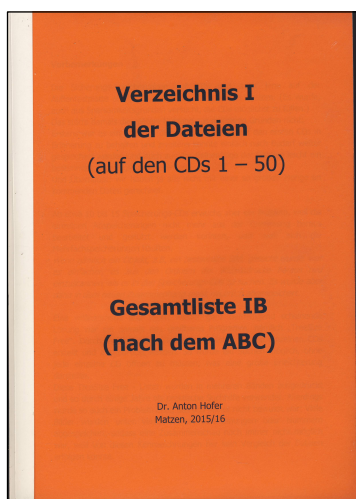 Verzeichnis I
der Dateien
(auf den CDs 1 – 50)
Gesamtliste IB
(nach dem ABC)
Dr. Anton Hofer
Matzen, 2015/16